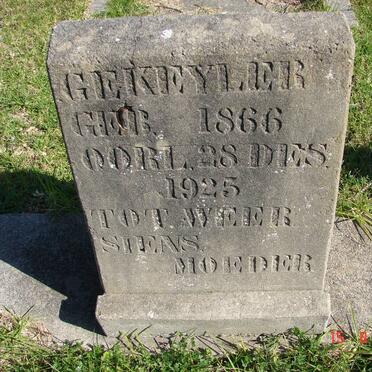 G E KEYLER
GEB. 1866
OORL. 28 DES.
1925
TOT WEER
SIENS.
MOEDER